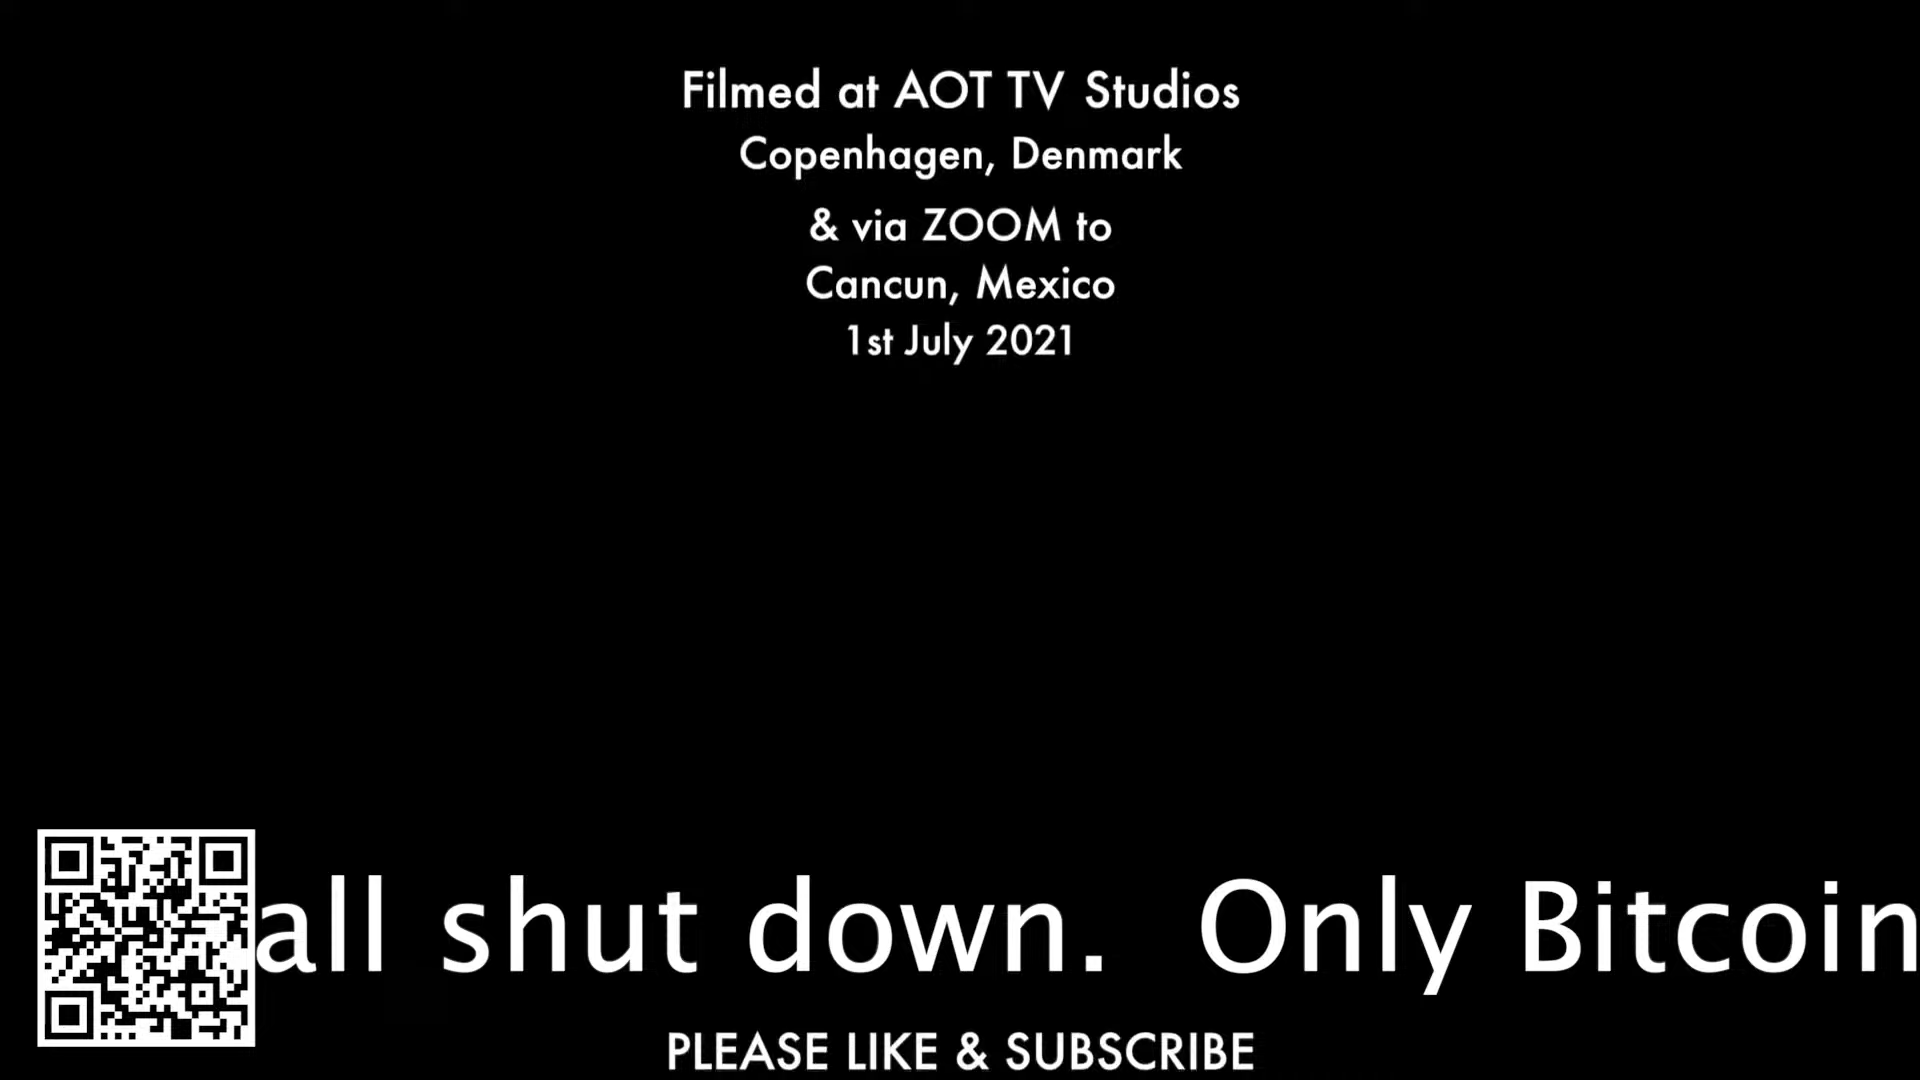 Filmed at AOT TV Studios
Copenhagen, Denmark
& via ZOOM to
Cancun, Mexico
1st July 2021
all shut down. Only Bitcoin
PLEASE LIKE & SUBSCRIBE